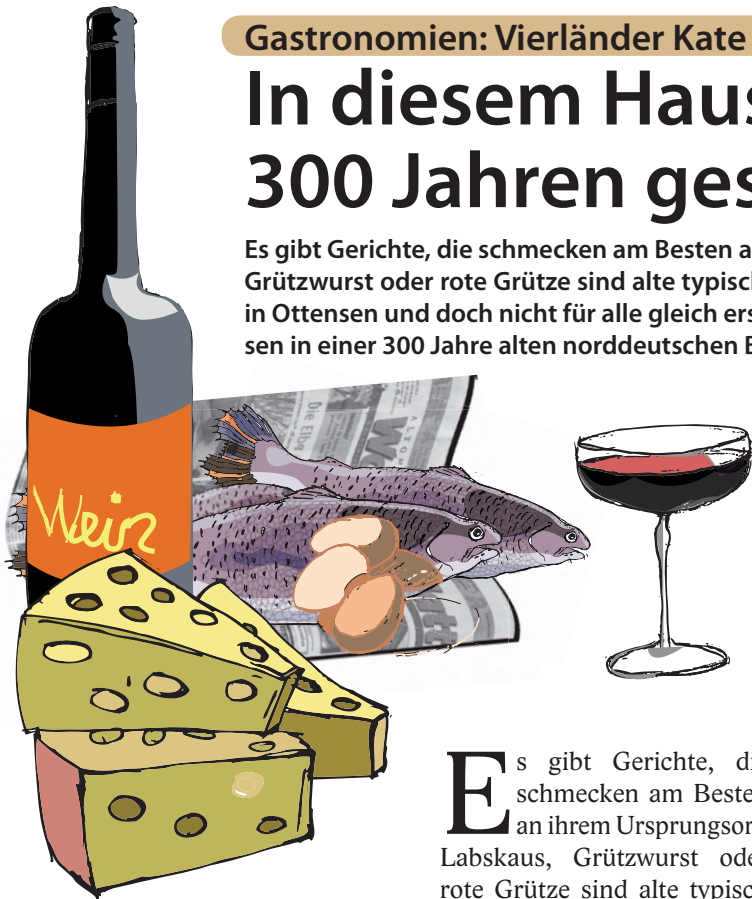 Gastronomien: Vierländer Kate
In diesem Haus
300 Jahren ges
Es gibt Gerichte, die schmecken am Besten a
Grützwurst oder rote Grütze sind alte typisch
in Ottensen und doch nicht für alle gleich ers
sen in einer 300 Jahre alten norddeutschen B
Die Elbe
ALTO
W
Wein
Es gibt Gerichte, di
schmecken am Beste
an ihrem Ursprungsor
Labskaus, Grützwurst ode
rote Grütze sind alte typisc